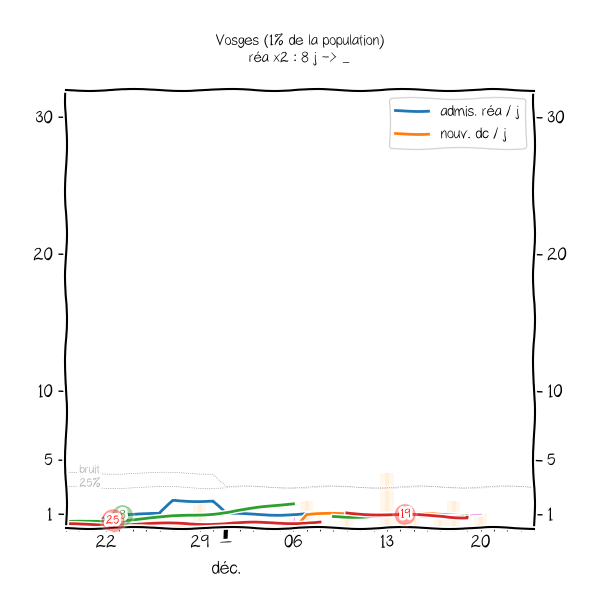 Vosges (1% de la population)
réa x2 : 8 j -> _
admis. réa / j
nouv. dc / j
30 30
20 20
10 10
5 5
bruit
25%
1 25 19 1
22 29 06 13 20
déc.